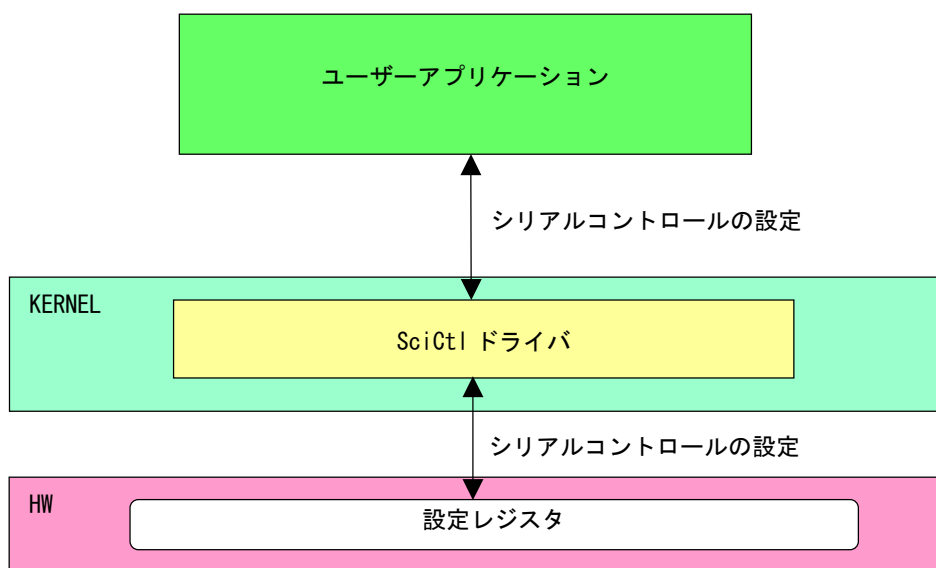 ユーザーアプリケーション
シリアルコントロールの設定
KERNEL
SciCtl ドライバ
シリアルコントロールの設定
HW
設定レジスタ